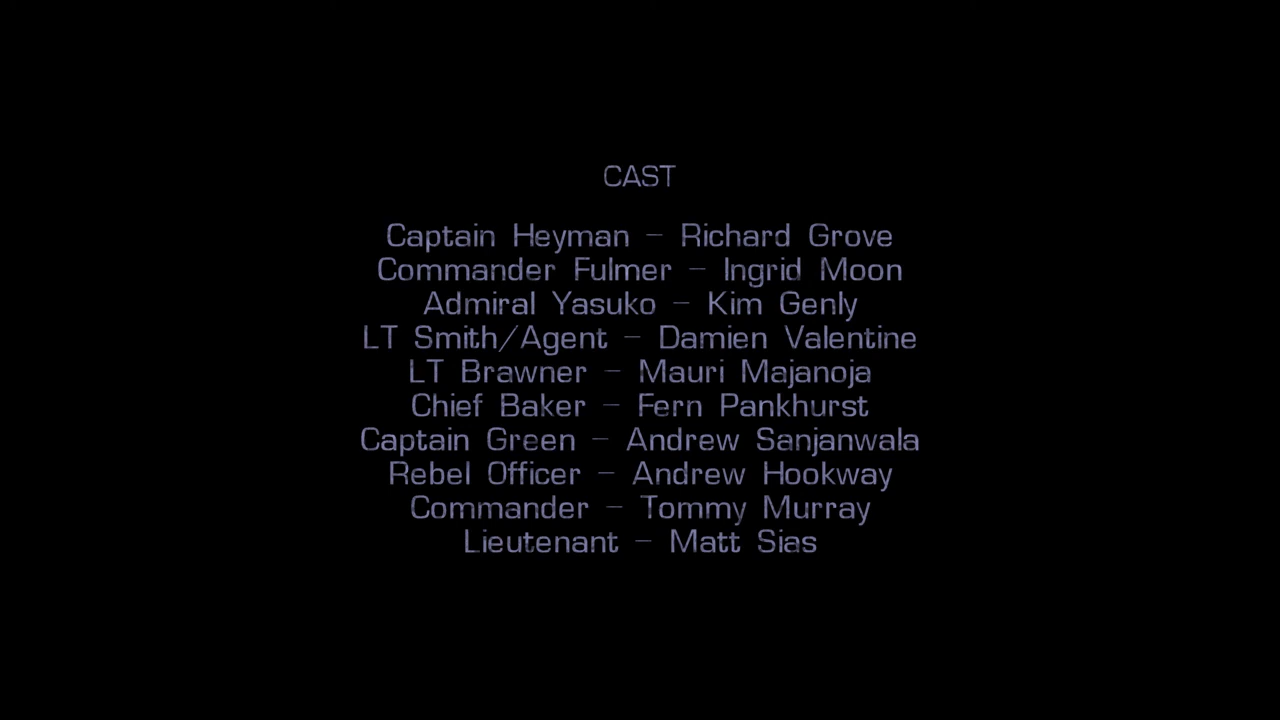 CAST
Captain Heyman - Richard Grove
Commander Fulmer - Ingrid Moon
Admiral Yasuko - Kim Genly
LT Smith/Agent - Damien Valentine
LT Brawner - Mauri Majanoja
Chief Baker - Fern Pankhurst
Captain Green - Andrew Sanjanwala
Rebel Officer - Andrew Hookway
Commander - Tommy Murray
Lieutenant - Matt Sias